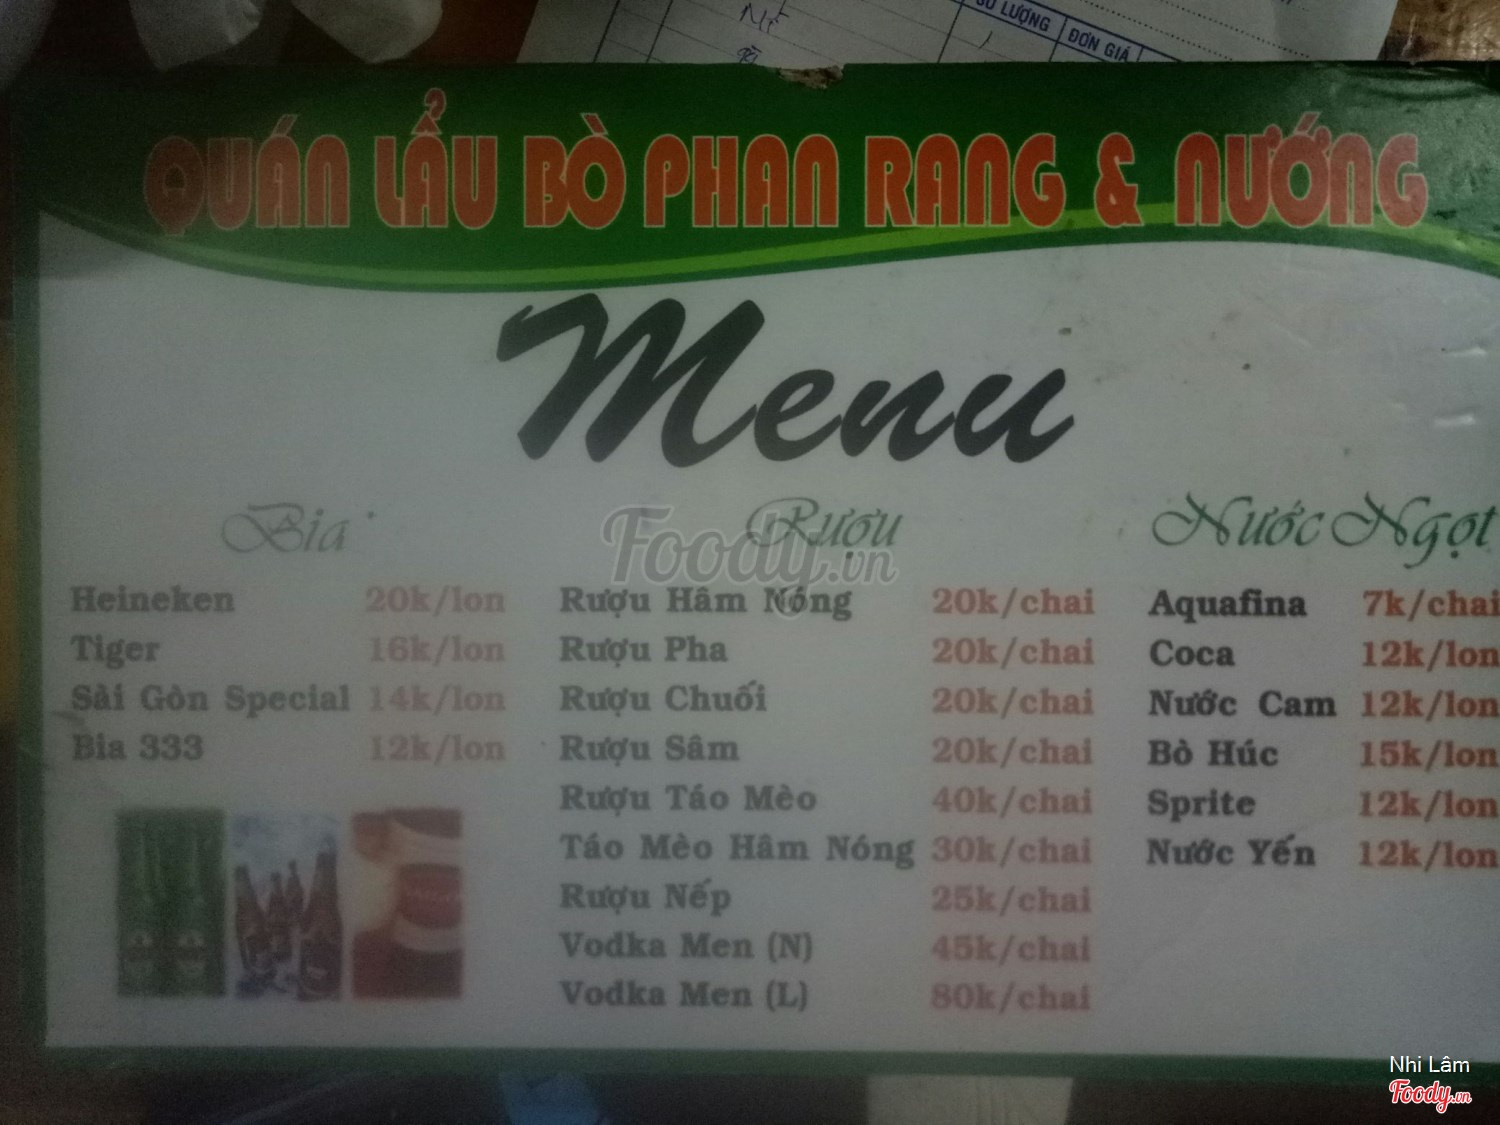 SỐ LƯỢNG
ĐƠN GIÁ
QUÁN LẨU BÒ PHAN RANG & NƯỚNG
Menu
Bia
Heineken 20k/lon
Tiger 16k/lon
Sài Gòn Special 14k/lon
Bia 333 12k/lon
Rượu
Rượu Hâm Nóng 20k/chai
Rượu Pha 20k/chai
Rượu Chuối 20k/chai
Rượu Sâm 20k/chai
Rượu Táo Mèo 40k/chai
Táo Mèo Hâm Nóng 30k/chai
Rượu Nếp 25k/chai
Vodka Men (N) 45k/chai
Vodka Men (L) 80k/chai
Nước Ngọt
Aquafina 7k/chai
Coca 12k/lon
Nước Cam 12k/lon
Bò Húc 15k/lon
Sprite 12k/lon
Nước Yến 12k/lon
Foody.vn
Nhi Lâm
Foody.vn